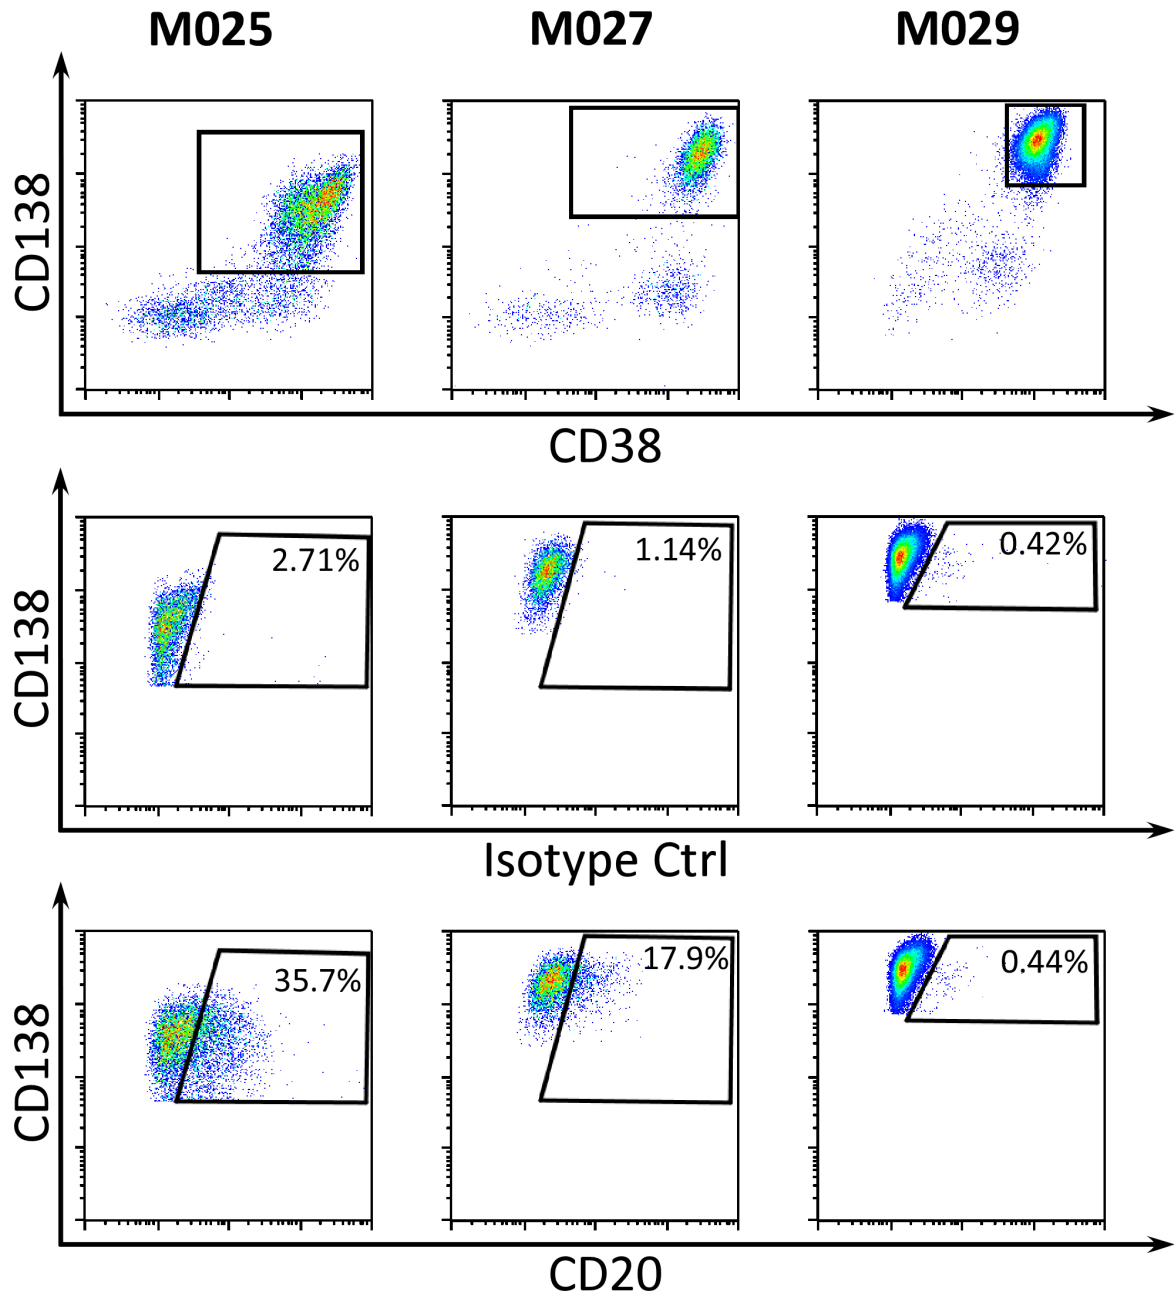 M025 M027 M029
CD138
CD38
CD138
2.71% 1.14% 0.42%
Isotype Ctrl
CD138
35.7% 17.9% 0.44%
CD20